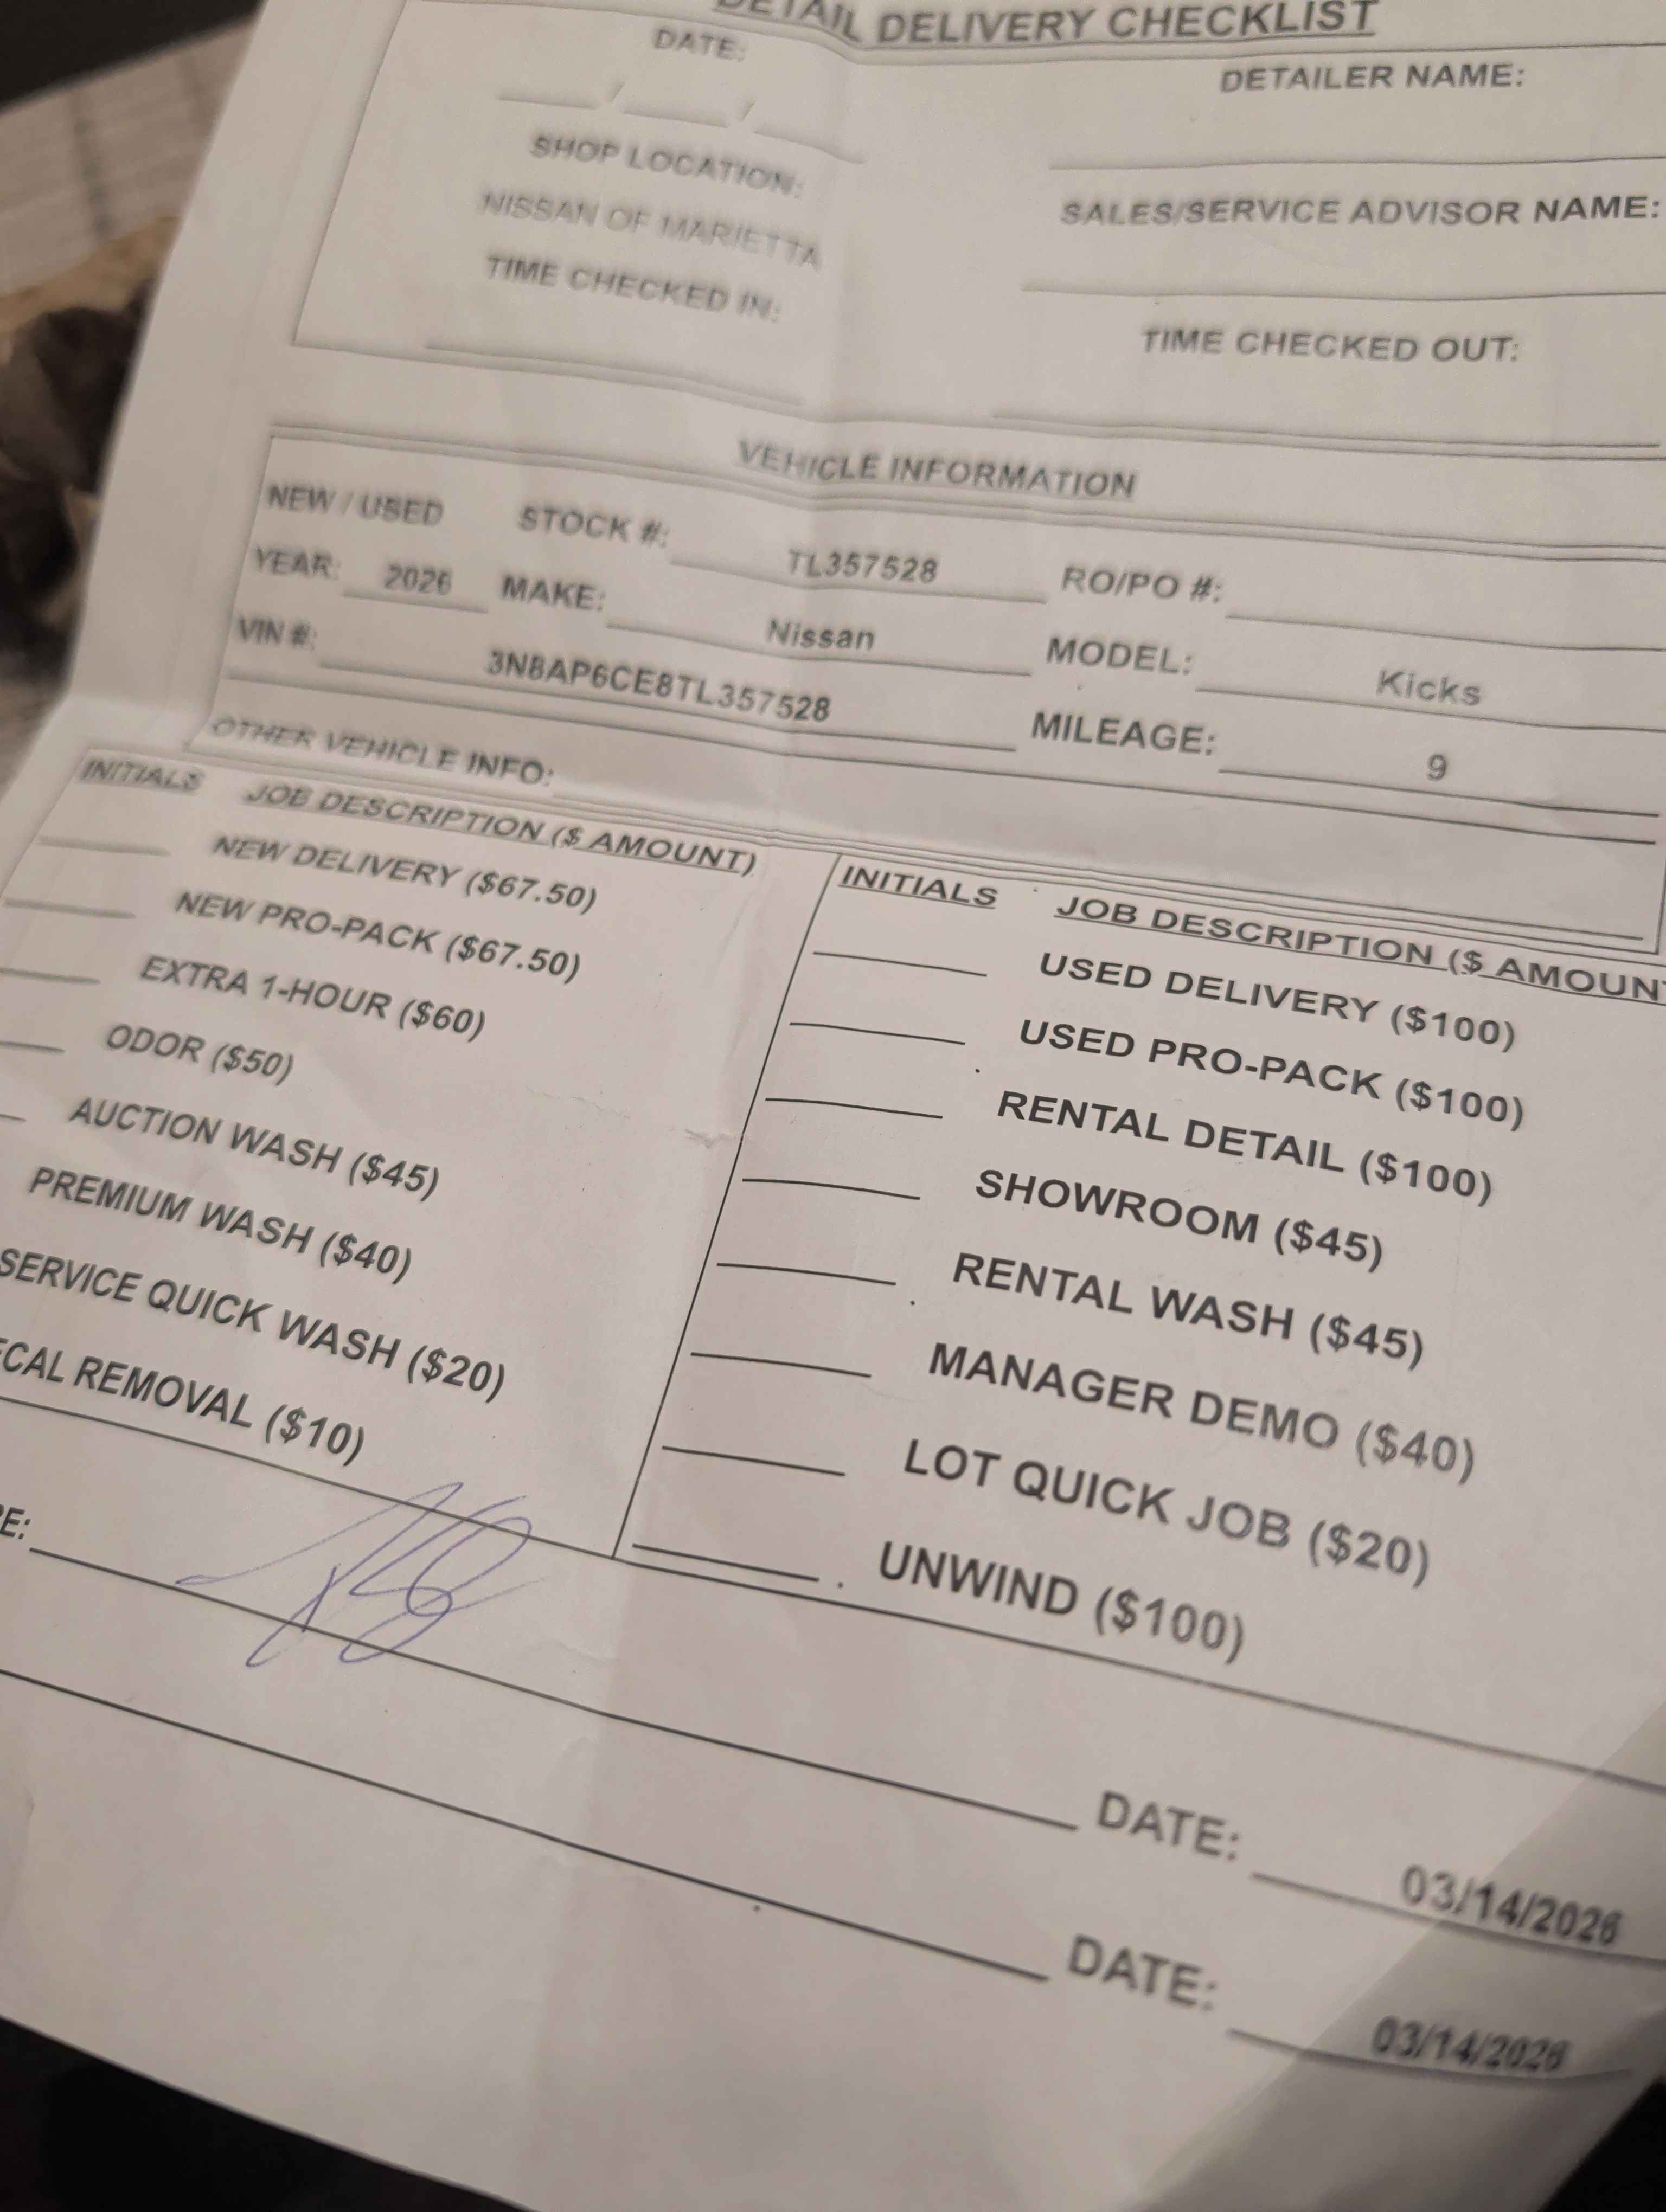 DETAIL DELIVERY CHECKLIST
DATE:
DETAILER NAME:
SHOP LOCATION:
NISSAN OF MARIETTA
SALES/SERVICE ADVISOR NAME:
TIME CHECKED IN:
TIME CHECKED OUT:
VEHICLE INFORMATION
NEW / USED STOCK #: TL357528 RO/PO #:
YEAR: 2026 MAKE: Nissan MODEL: Kicks
VIN #: 3N8AP6CE8TL357528 MILEAGE: 9
OTHER VEHICLE INFO:
INITIALS JOB DESCRIPTION ($ AMOUNT)
NEW DELIVERY ($67.50)
NEW PRO-PACK ($67.50)
EXTRA 1-HOUR ($60)
ODOR ($50)
AUCTION WASH ($45)
PREMIUM WASH ($40)
SERVICE QUICK WASH ($20)
ECAL REMOVAL ($10)
INITIALS JOB DESCRIPTION ($ AMOUNT
USED DELIVERY ($100)
USED PRO-PACK ($100)
RENTAL DETAIL ($100)
SHOWROOM ($45)
RENTAL WASH ($45)
MANAGER DEMO ($40)
LOT QUICK JOB ($20)
UNWIND ($100)
RE:
DATE: 03/14/2026
DATE: 03/14/2026